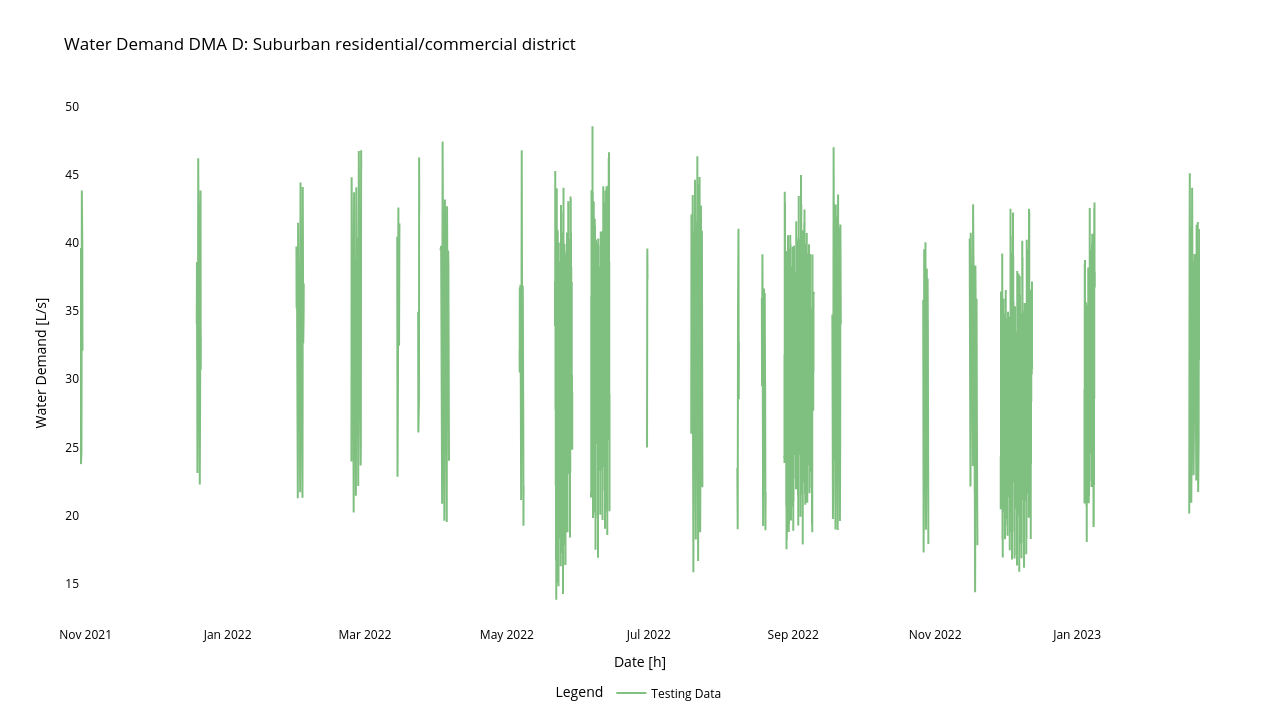 Water Demand DMA D: Suburban residential/commercial district
50
45
40
35
30
25
20
15
Water Demand [L/s]
Nov 2021
Jan 2022
Mar 2022
May 2022
Jul 2022
Sep 2022
Nov 2022
Jan 2023
Date [h]
Legend
Testing Data